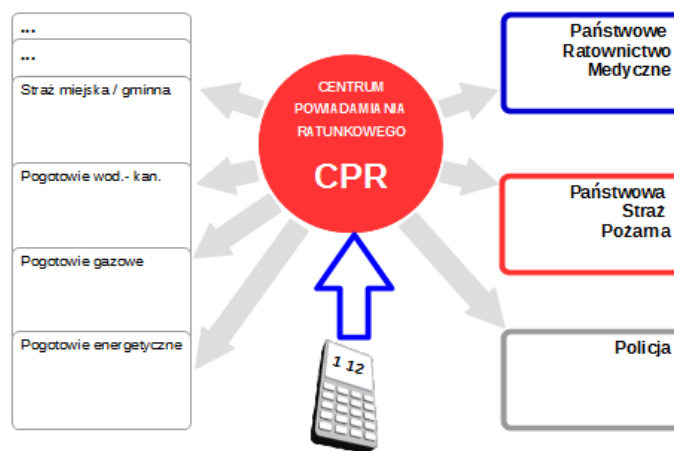 ...
...
Straż miejska / gminna
Pogotowie wod.- kan.
Pogotowie gazowe
Pogotowie energetyczne
CENTRUM
POWIADAMIANIA
RATUNKOWEGO
CPR
1 12
Państwowe
Ratownictwo
Medyczne
Państwowa
Straż
Pożarna
Policja